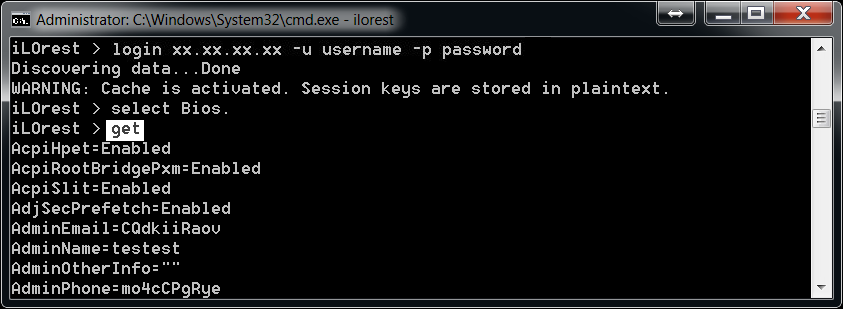 Administrator: C:\Windows\System32\cmd.exe - ilorest
iLOrest > login xx.xx.xx.xx -u username -p password
Discovering data...Done
WARNING: Cache is activated. Session keys are stored in plaintext.
iLOrest > select Bios.
iLOrest > get
AcpiHpet=Enabled
AcpiRootBridgePxm=Enabled
AcpiSlit=Enabled
AdjSecPrefetch=Enabled
AdminEmail=CQdkiiRaov
AdminName=testest
AdminOtherInfo=""
AdminPhone=mo4cCPgRye